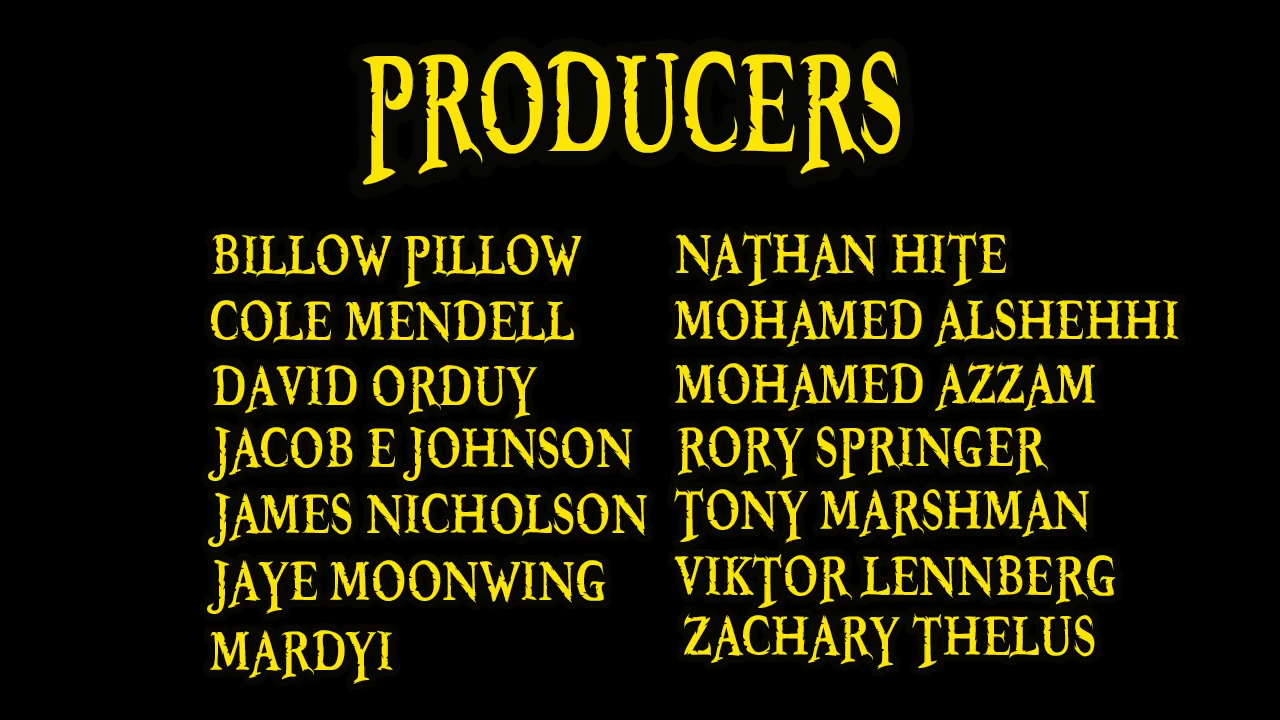 PRODUCERS
BILLOW PILLOW
COLE MENDELL
DAVID ORDUY
JACOB E JOHNSON
JAMES NICHOLSON
JAYE MOONWING
MARDYI
NATHAN HITE
MOHAMED ALSHEHHI
MOHAMED AZZAM
RORY SPRINGER
TONY MARSHMAN
VIKTOR LENNBERG
ZACHARY THELUS